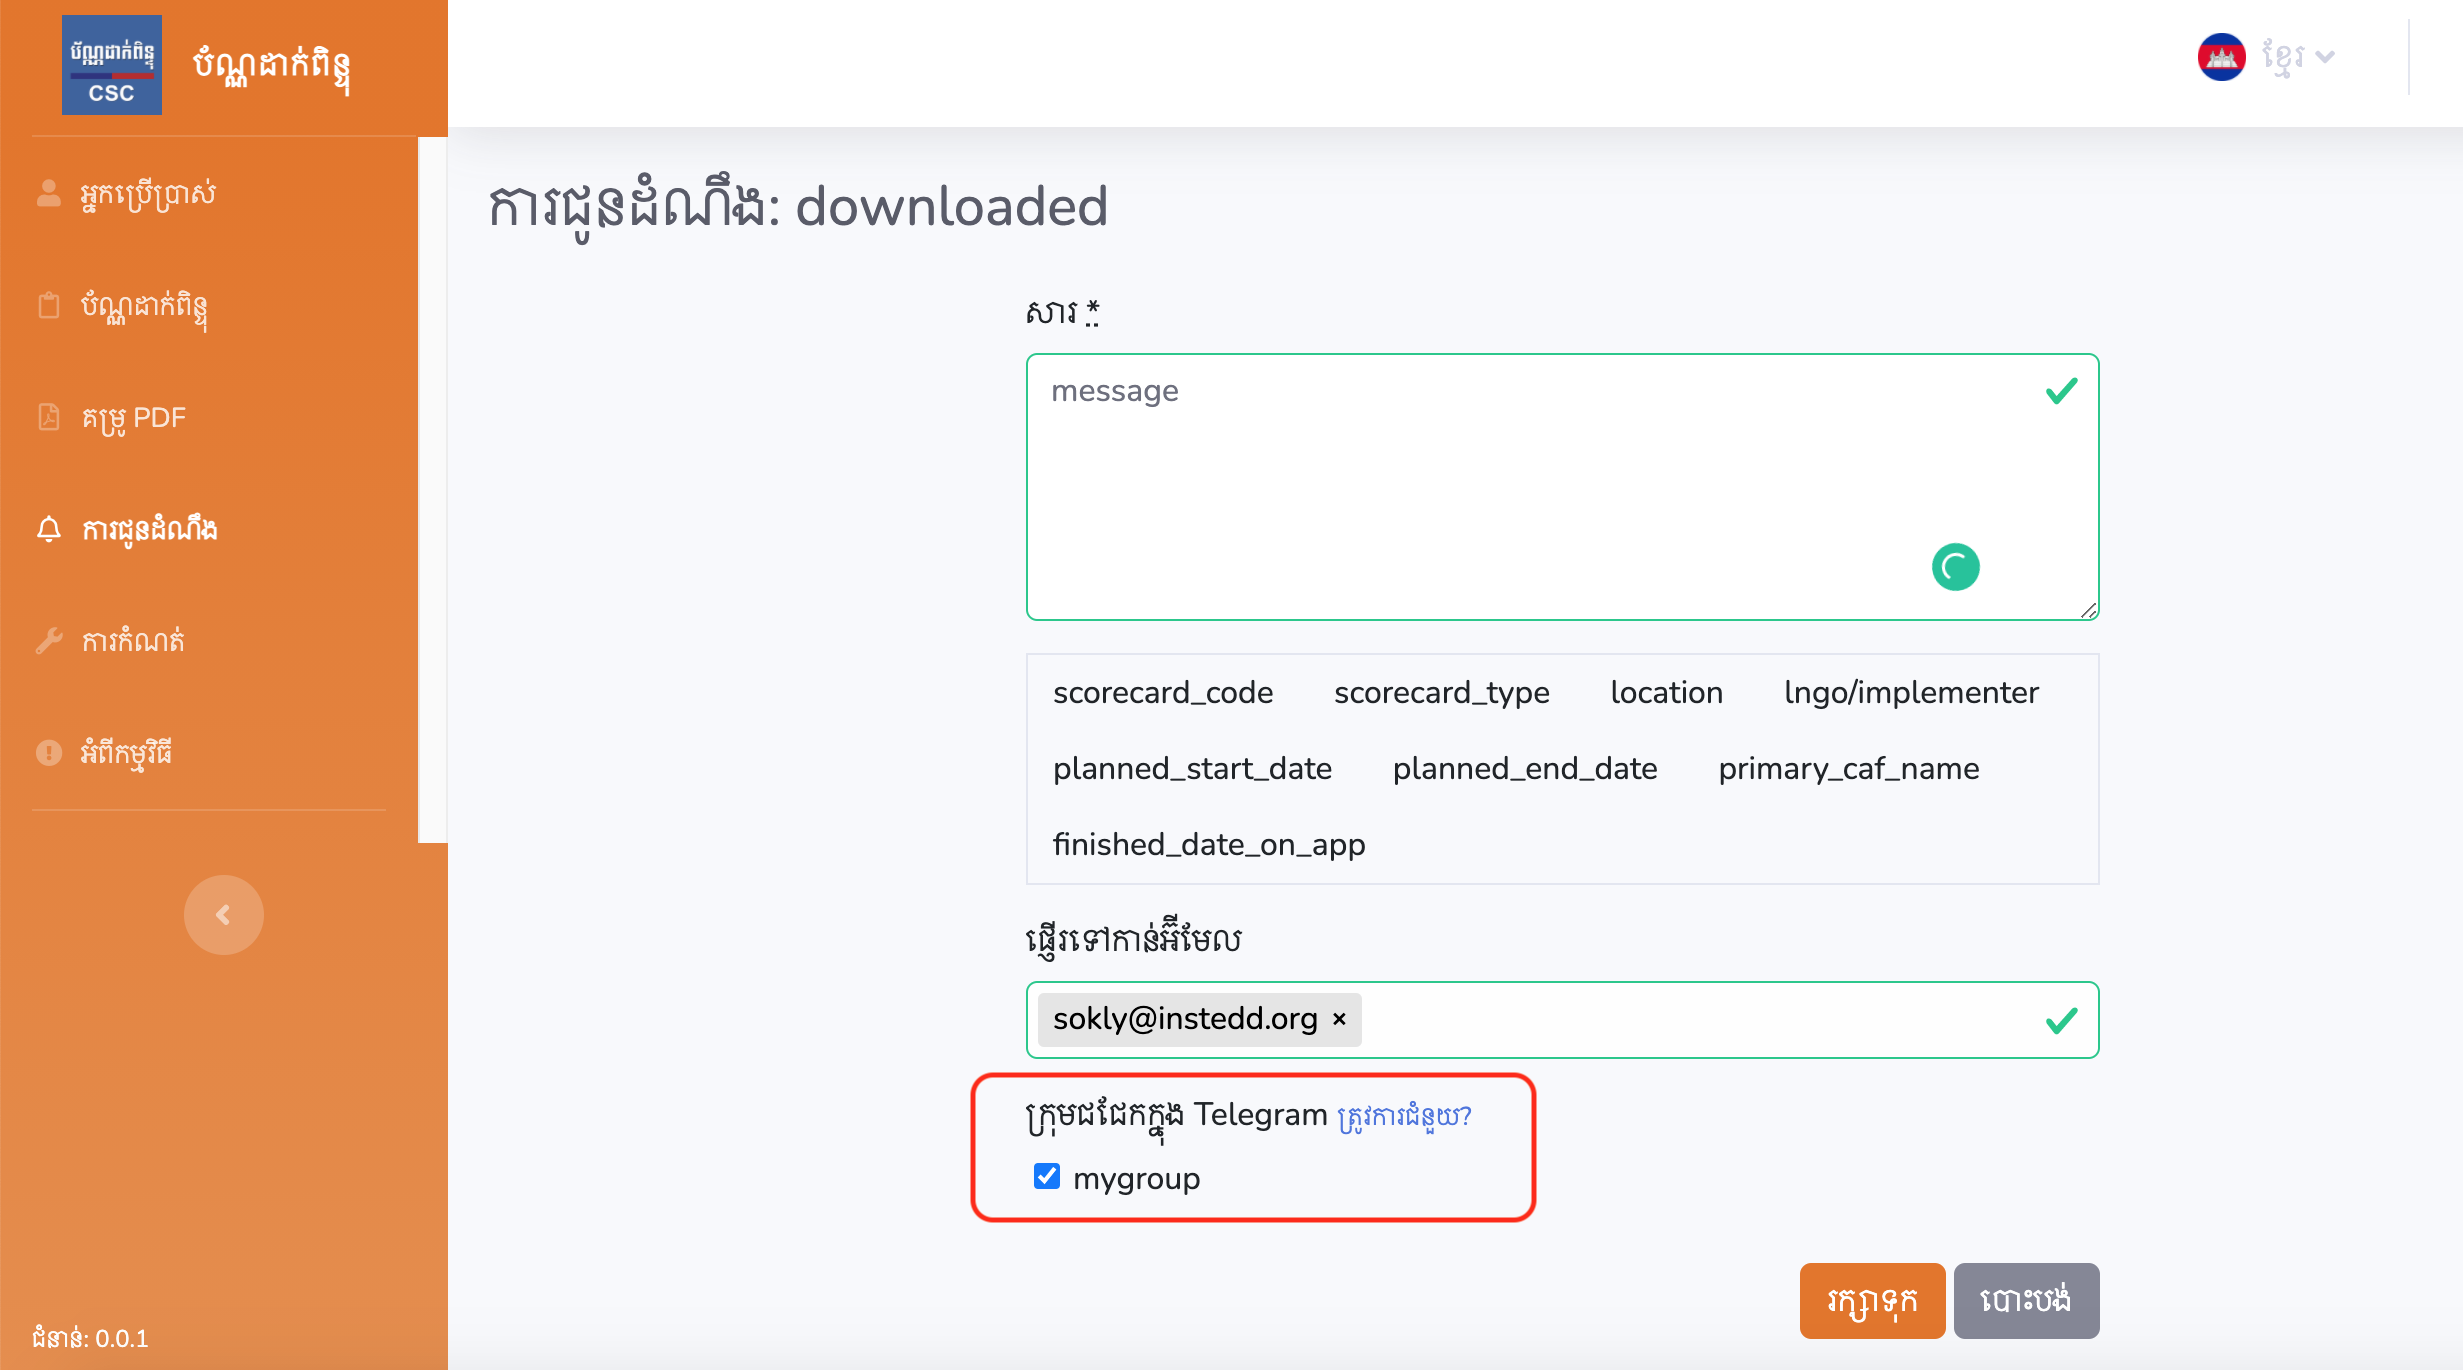 ប័ណ្ណដាក់ពិន្ទុ
CSC
ប័ណ្ណដាក់ពិន្ទុ
ខ្មែរ
អ្នកប្រើប្រាស់
ប័ណ្ណដាក់ពិន្ទុ
គម្រូ PDF
ការជូនដំណឹង
ការកំណត់
អំពីកម្មវិធី
ជំនាន់: 0.0.1
ការជូនដំណឹង: downloaded
សារ *
message
scorecard_code scorecard_type location lngo/implementer
planned_start_date planned_end_date primary_caf_name
finished_date_on_app
ផ្ញើរទៅកាន់អ៊ីមែល
sokly@instedd.org ×
ក្រុមជជែកក្នុង Telegram ត្រូវការជំនួយ?
mygroup
រក្សាទុក បោះបង់